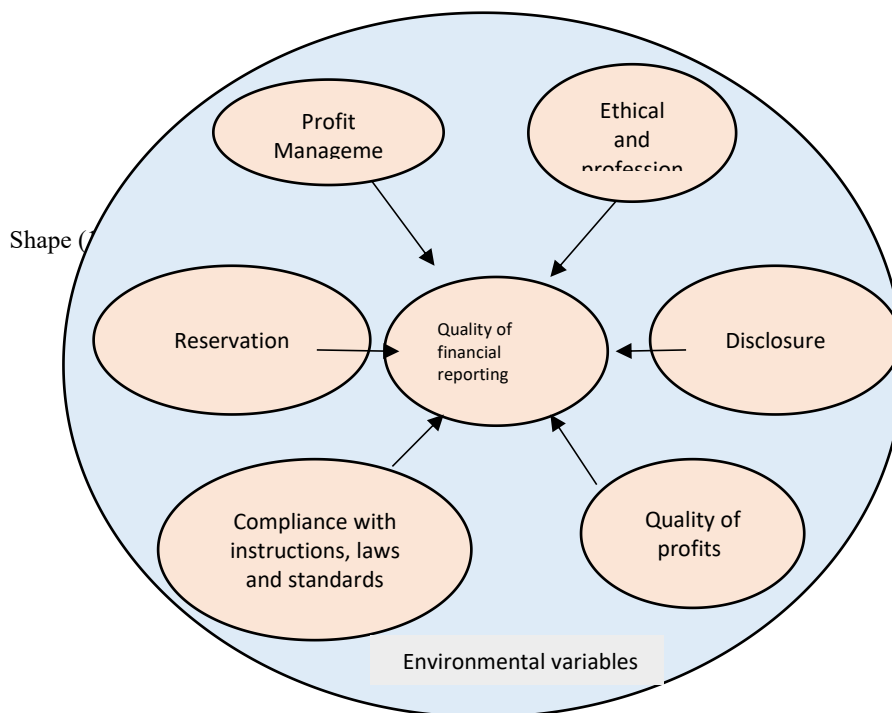 Profit
Manageme
Ethical
and
profession
Shape (
Reservation
Quality of
financial
reporting
Disclosure
Compliance with
instructions, laws
and standards
Quality of
profits
Environmental variables